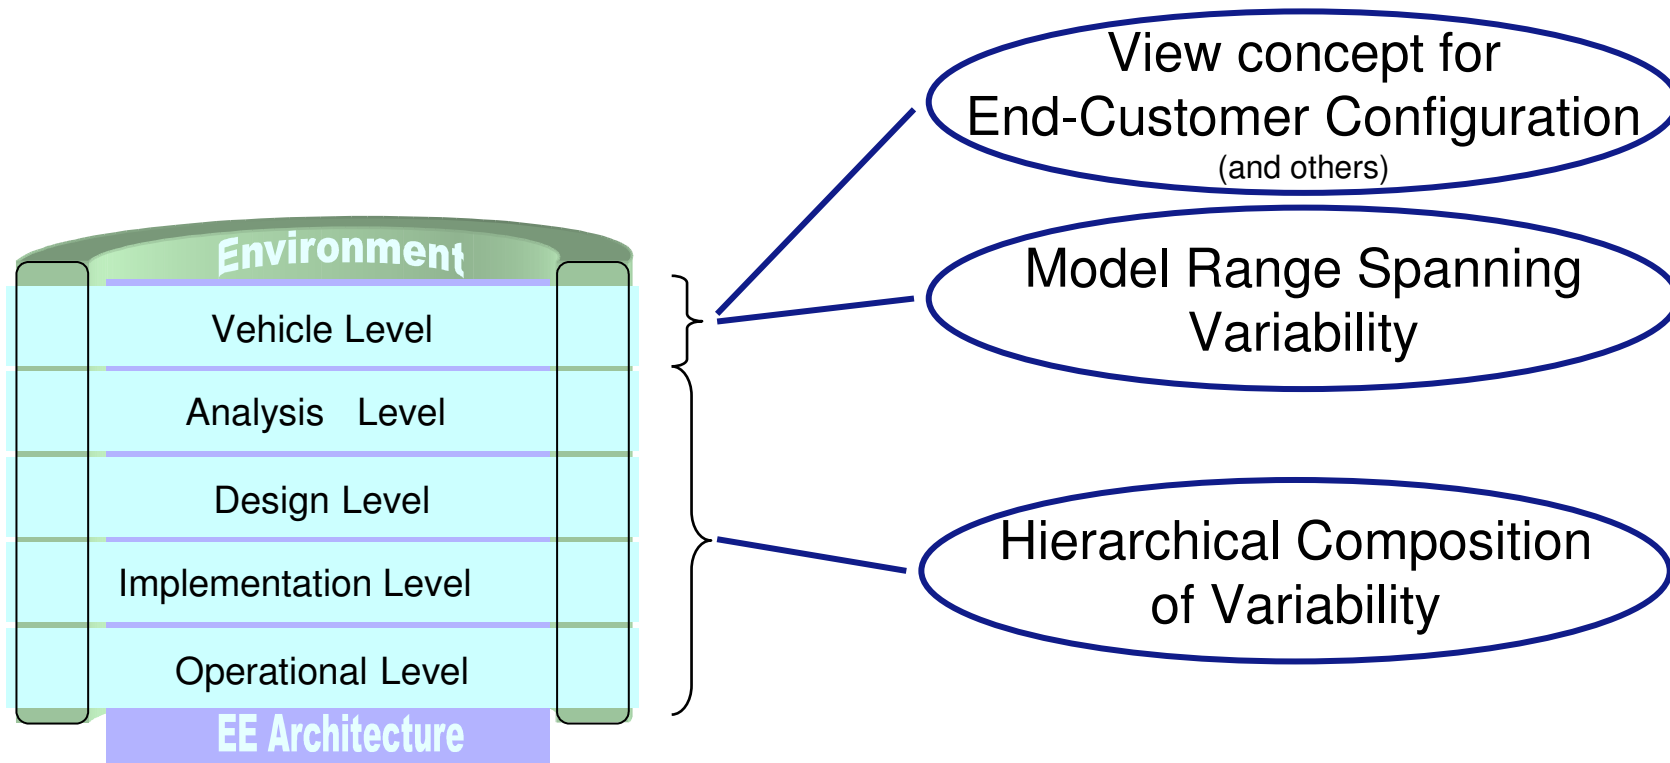 View concept for
End-Customer Configuration
(and others)
Environment
Model Range Spanning
Variability
Vehicle Level
Analysis Level
Design Level
Hierarchical Composition
of Variability
Implementation Level
Operational Level
EE Architecture